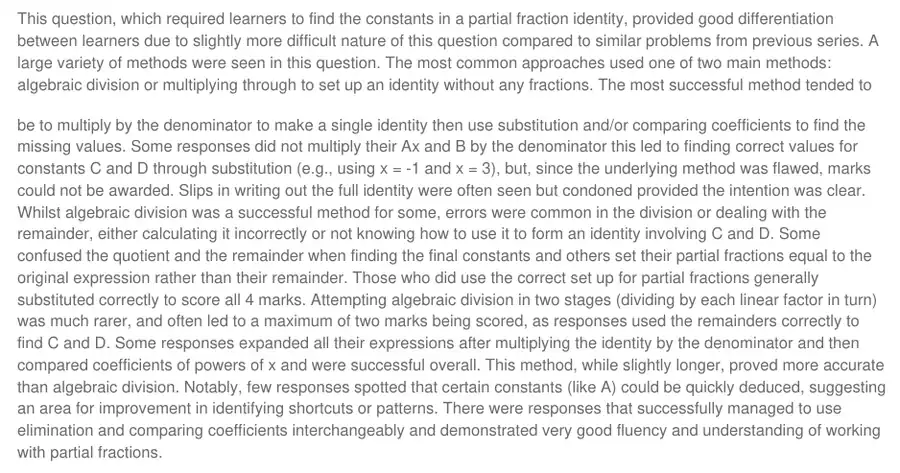 This question, which required learners to find the constants in a partial fraction identity, provided good differentiation
between learners due to slightly more difficult nature of this question compared to similar problems from previous series. A
large variety of methods were seen in this question. The most common approaches used one of two main methods:
algebraic division or multiplying through to set up an identity without any fractions. The most successful method tended to
be to multiply by the denominator to make a single identity then use substitution and/or comparing coefficients to find the
missing values. Some responses did not multiply their Ax and B by the denominator this led to finding correct values for
constants C and D through substitution (e.g., using x = -1 and x = 3), but, since the underlying method was flawed, marks
could not be awarded. Slips in writing out the full identity were often seen but condoned provided the intention was clear.
Whilst algebraic division was a successful method for some, errors were common in the division or dealing with the
remainder, either calculating it incorrectly or not knowing how to use it to form an identity involving C and D. Some
confused the quotient and the remainder when finding the final constants and others set their partial fractions equal to the
original expression rather than their remainder. Those who did use the correct set up for partial fractions generally
substituted correctly to score all 4 marks. Attempting algebraic division in two stages (dividing by each linear factor in turn)
was much rarer, and often led to a maximum of two marks being scored, as responses used the remainders correctly to
find C and D. Some responses expanded all their expressions after multiplying the identity by the denominator and then
compared coefficients of powers of x and were successful overall. This method, while slightly longer, proved more accurate
than algebraic division. Notably, few responses spotted that certain constants (like A) could be quickly deduced, suggesting
an area for improvement in identifying shortcuts or patterns. There were responses that successfully managed to use
elimination and comparing coefficients interchangeably and demonstrated very good fluency and understanding of working
with partial fractions.